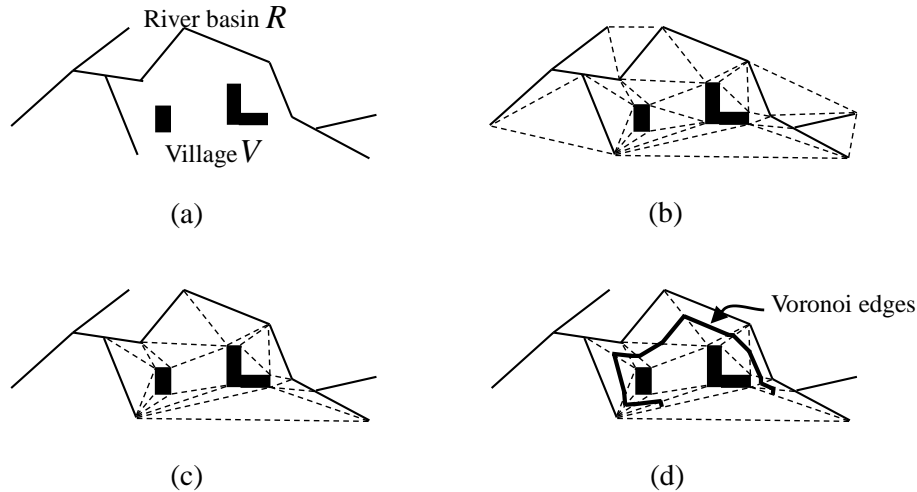 River basin R
Village V
(a)
(b)
Voronoi edges
(c)
(d)